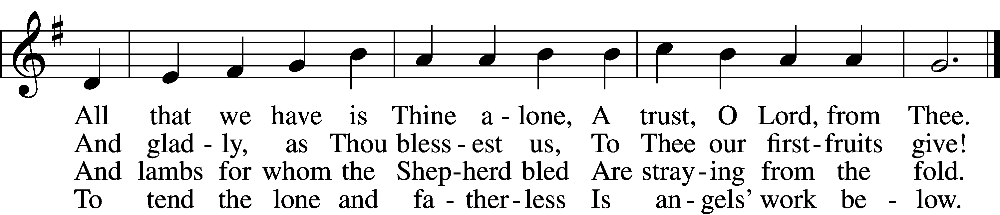 All that we have is Thine a - lone, A trust, O Lord, from Thee.
And glad - ly, as Thou bless - est us, To Thee our first - fruits give!
And lambs for whom the Shep - herd bled Are stray - ing from the fold.
To tend the lone and fa - ther - less Is an - gels’ work be - low.